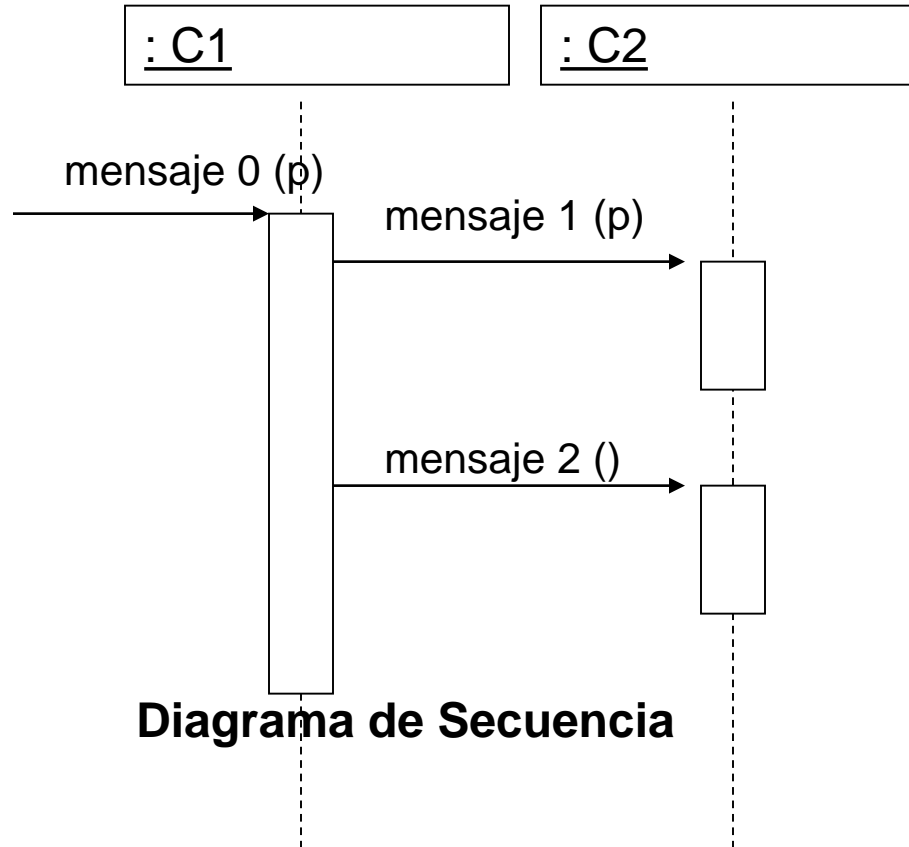 : C1
: C2
mensaje 0 (p)
mensaje 1 (p)
mensaje 2 ()
Diagrama de Secuencia